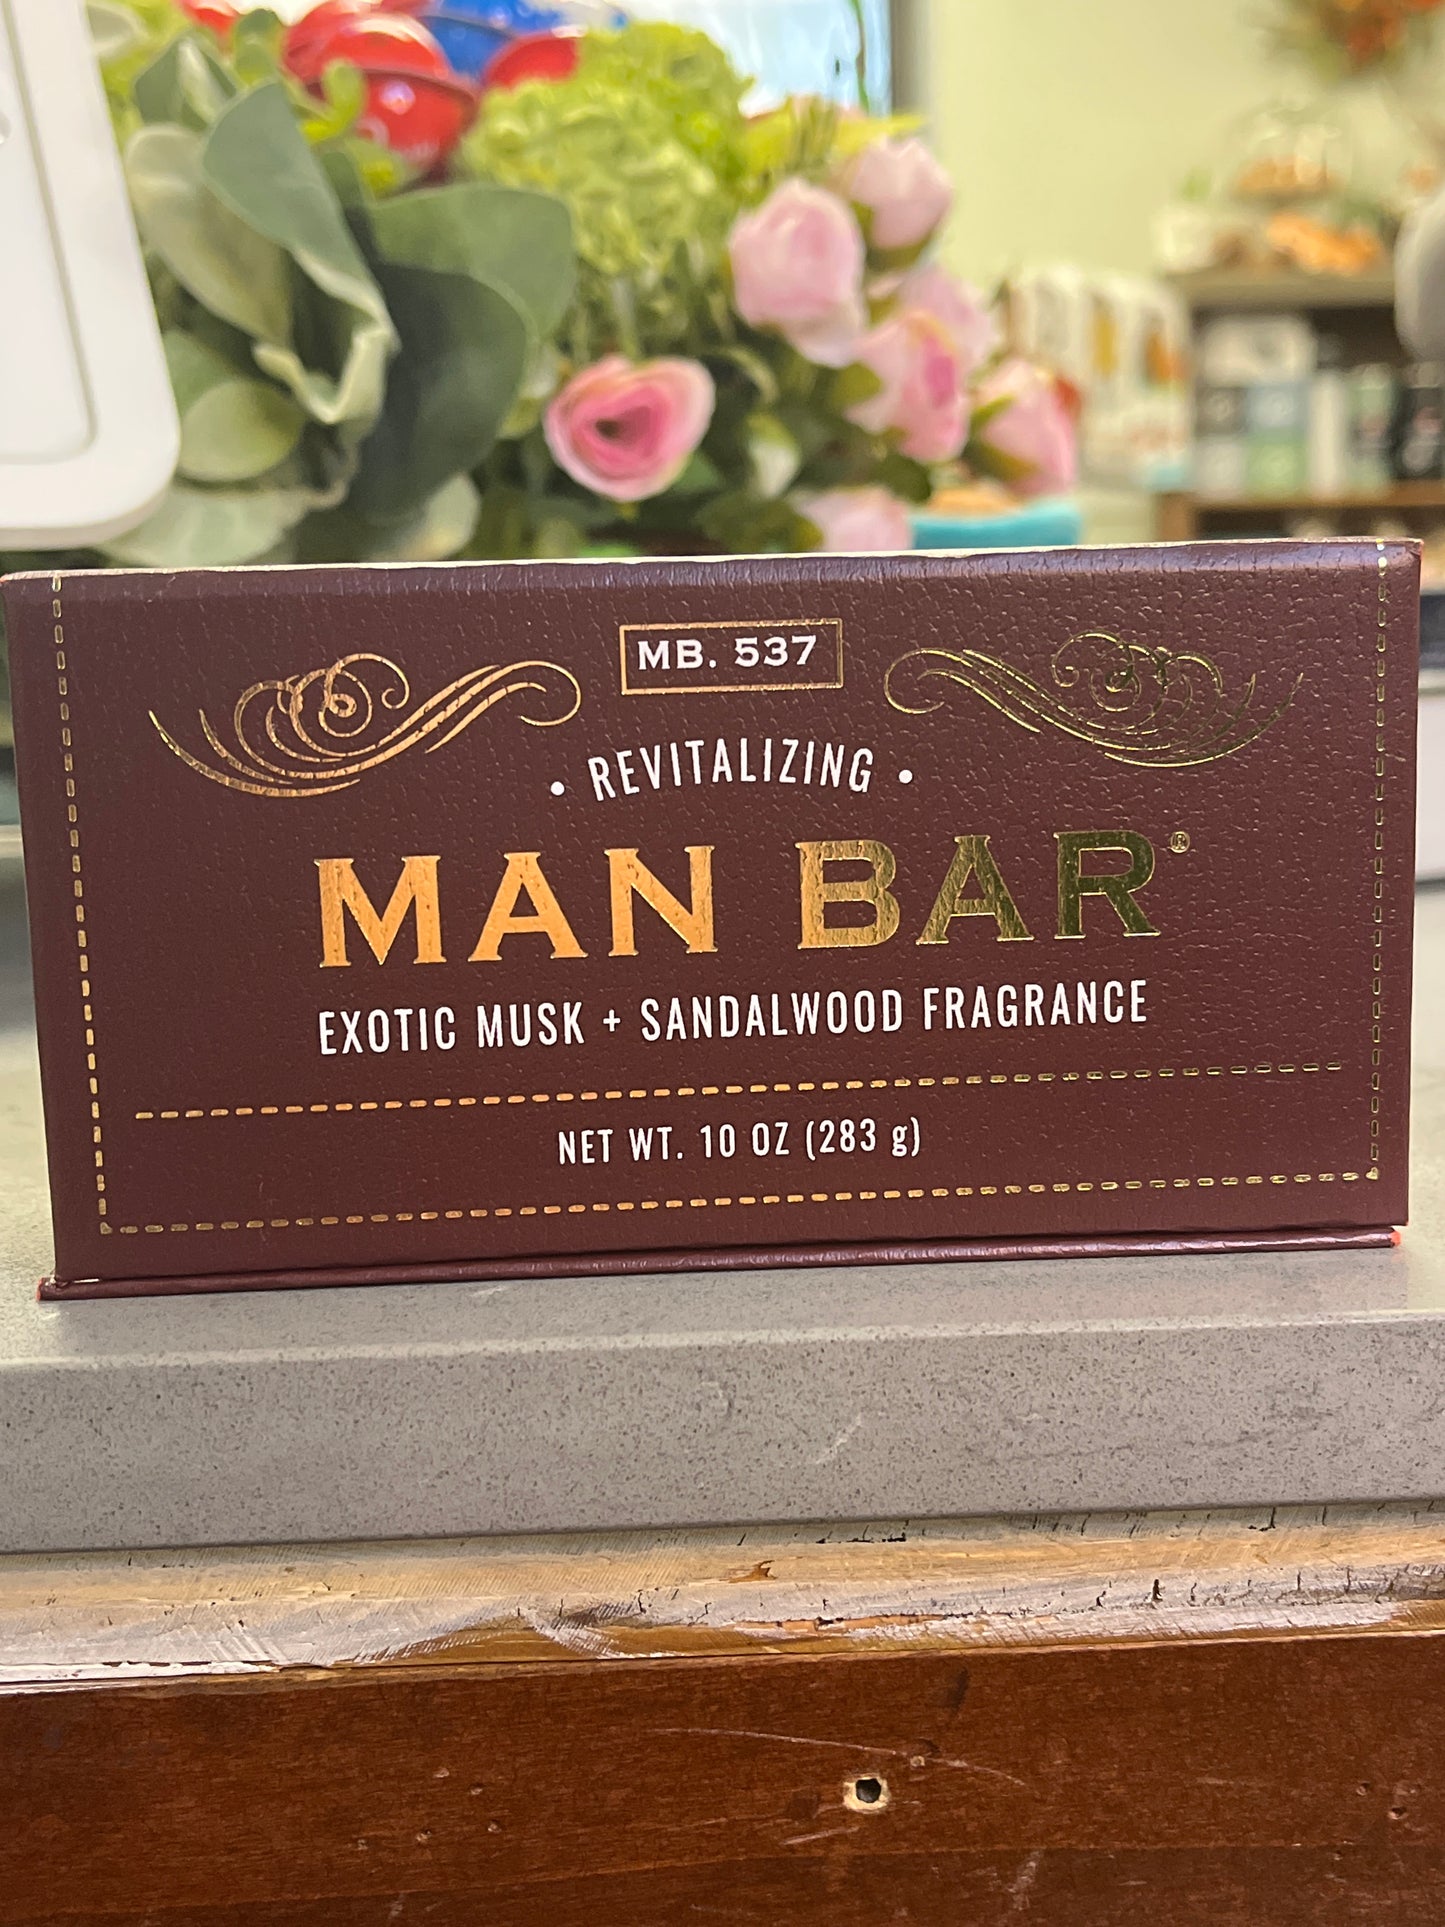 MB. 537
• REVITALIZING •
MAN BAR®
EXOTIC MUSK + SANDALWOOD FRAGRANCE
NET WT. 10 OZ (283 g)